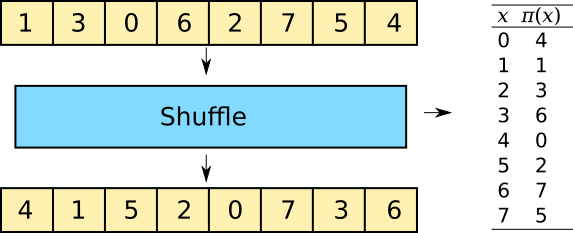 1 3 0 6 2 7 5 4
Shuffle
4 1 5 2 0 7 3 6
x π(x)
0 4
1 1
2 3
3 6
4 0
5 2
6 7
7 5